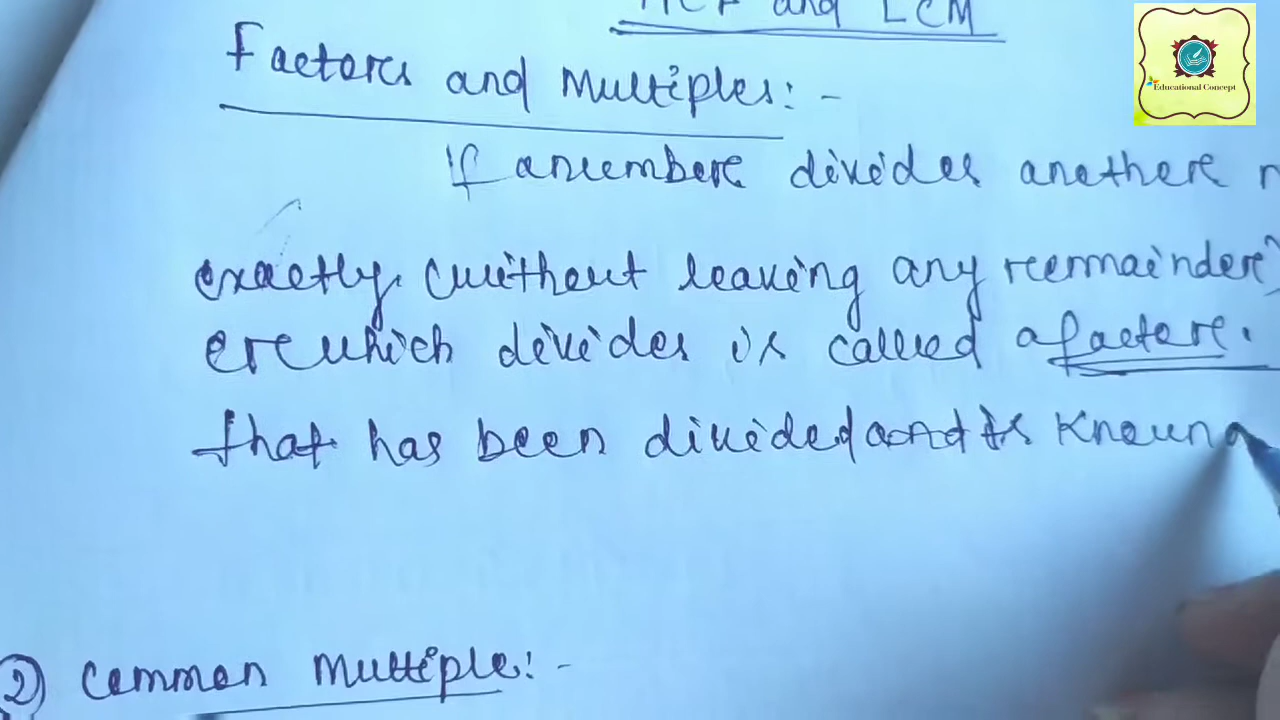 HCF and LCM
Educational Concept
Factors and Multiples: -
If a number divides another
exactly (without leaving any remainder)
er which divides is called a factor.
that has been divided and is known a
2) Common Multiple: -